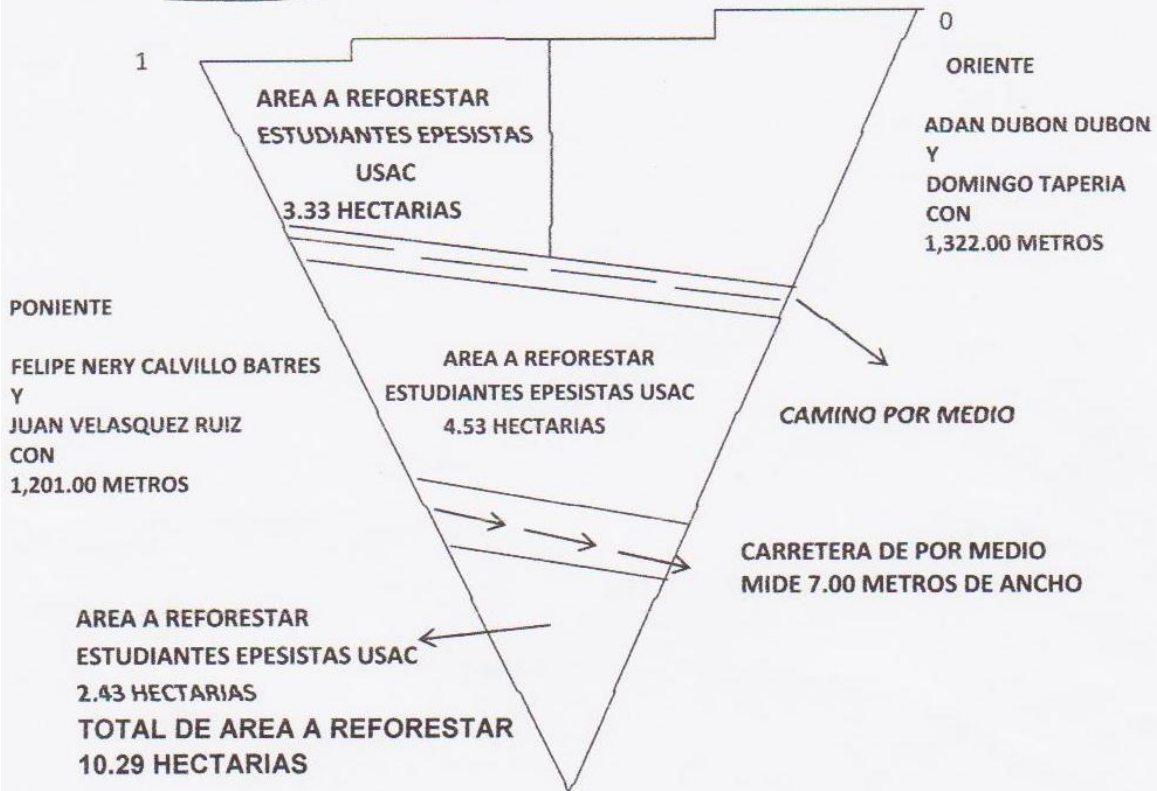 0
1
ORIENTE
AREA A REFORESTAR
ESTUDIANTES EPESISTAS
USAC
3.33 HECTARIAS
ADAN DUBON DUBON
Y
DOMINGO TAPERIA
CON
1,322.00 METROS
PONIENTE
FELIPE NERY CALVILLO BATRES
Y
JUAN VELASQUEZ RUIZ
CON
1,201.00 METROS
AREA A REFORESTAR
ESTUDIANTES EPESISTAS USAC
4.53 HECTARIAS
CAMINO POR MEDIO
CARRETERA DE POR MEDIO
MIDE 7.00 METROS DE ANCHO
AREA A REFORESTAR
ESTUDIANTES EPESISTAS USAC
2.43 HECTARIAS
TOTAL DE AREA A REFORESTAR
10.29 HECTARIAS